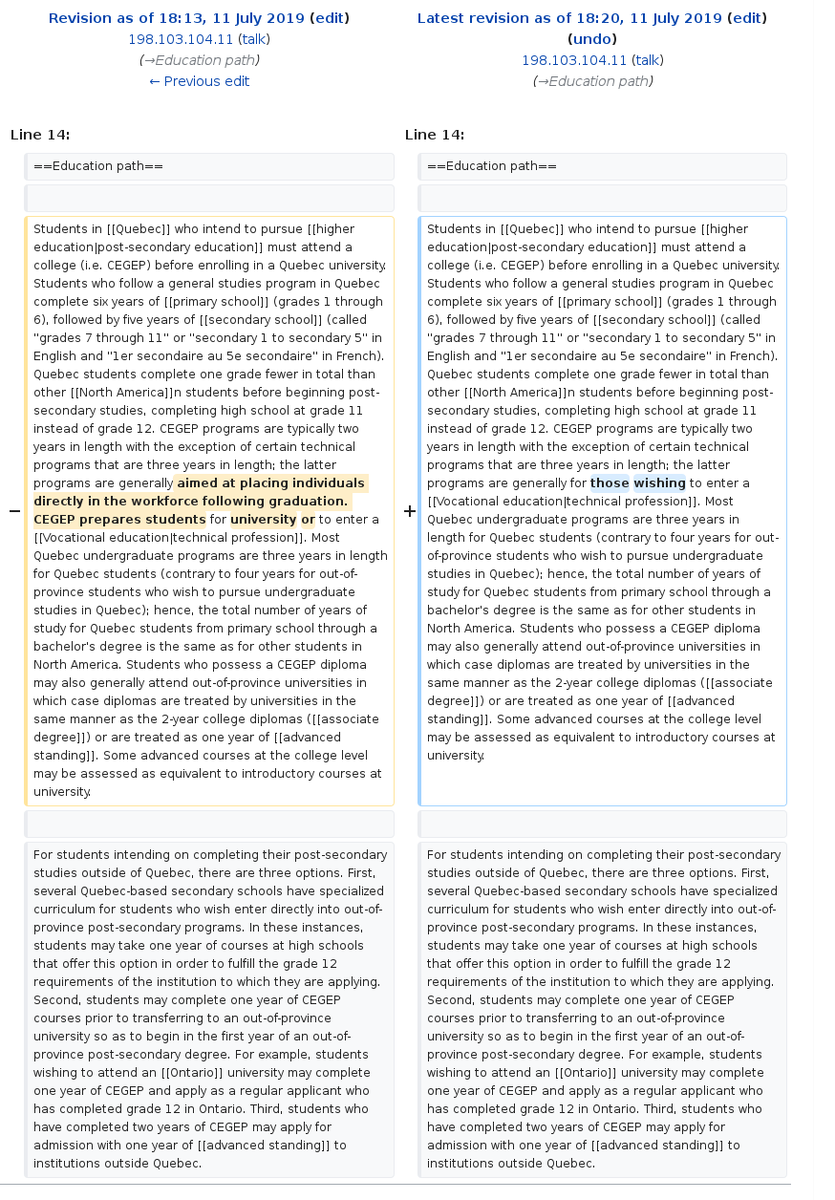 Revision as of 18:13, 11 July 2019 (edit)
198.103.104.11 (talk)
(→Education path)
← Previous edit
Latest revision as of 18:20, 11 July 2019 (edit)
(undo)
198.103.104.11 (talk)
(→Education path)
Line 14:
Line 14:
==Education path==
==Education path==
−
Students in [[Quebec]] who intend to pursue [[higher
education|post-secondary education]] must attend a
college (i.e. CEGEP) before enrolling in a Quebec university.
Students who follow a general studies program in Quebec
complete six years of [[primary school]] (grades 1 through
6), followed by five years of [[secondary school]] (called
"grades 7 through 11" or "secondary 1 to secondary 5" in
English and "1er secondaire au 5e secondaire" in French).
Quebec students complete one grade fewer in total than
other [[North America]]n students before beginning post-
secondary studies, completing high school at grade 11
instead of grade 12. CEGEP programs are typically two
years in length with the exception of certain technical
programs that are three years in length; the latter
programs are generally aimed at placing individuals
directly in the workforce following graduation.
CEGEP prepares students for university or to enter a
[[Vocational education|technical profession]]. Most
Quebec undergraduate programs are three years in length
for Quebec students (contrary to four years for out-of-
province students who wish to pursue undergraduate
studies in Quebec); hence, the total number of years of
study for Quebec students from primary school through a
bachelor's degree is the same as for other students in
North America. Students who possess a CEGEP diploma
may also generally attend out-of-province universities in
which case diplomas are treated by universities in the
same manner as the 2-year college diplomas ([[associate
degree]]) or are treated as one year of [[advanced
standing]]. Some advanced courses at the college level
may be assessed as equivalent to introductory courses at
university.
+
Students in [[Quebec]] who intend to pursue [[higher
education|post-secondary education]] must attend a
college (i.e. CEGEP) before enrolling in a Quebec university.
Students who follow a general studies program in Quebec
complete six years of [[primary school]] (grades 1 through
6), followed by five years of [[secondary school]] (called
"grades 7 through 11" or "secondary 1 to secondary 5" in
English and "1er secondaire au 5e secondaire" in French).
Quebec students complete one grade fewer in total than
other [[North America]]n students before beginning post-
secondary studies, completing high school at grade 11
instead of grade 12. CEGEP programs are typically two
years in length with the exception of certain technical
programs that are three years in length; the latter
programs are generally for those wishing to enter a
[[Vocational education|technical profession]]. Most
Quebec undergraduate programs are three years in
length for Quebec students (contrary to four years for out-
of-province students who wish to pursue undergraduate
studies in Quebec); hence, the total number of years of
study for Quebec students from primary school through a
bachelor's degree is the same as for other students in
North America. Students who possess a CEGEP diploma
may also generally attend out-of-province universities in
which case diplomas are treated by universities in the
same manner as the 2-year college diplomas ([[associate
degree]]) or are treated as one year of [[advanced
standing]]. Some advanced courses at the college level
may be assessed as equivalent to introductory courses at
university.
For students intending on completing their post-secondary
studies outside of Quebec, there are three options. First,
several Quebec-based secondary schools have specialized
curriculum for students who wish enter directly into out-of-
province post-secondary programs. In these instances,
students may take one year of courses at high schools
that offer this option in order to fulfill the grade 12
requirements of the institution to which they are applying.
Second, students may complete one year of CEGEP
courses prior to transferring to an out-of-province
university so as to begin in the first year of an out-of-
province post-secondary degree. For example, students
wishing to attend an [[Ontario]] university may complete
one year of CEGEP and apply as a regular applicant who
has completed grade 12 in Ontario. Third, students who
have completed two years of CEGEP may apply for
admission with one year of [[advanced standing]] to
institutions outside Quebec.
For students intending on completing their post-secondary
studies outside of Quebec, there are three options. First,
several Quebec-based secondary schools have specialized
curriculum for students who wish enter directly into out-of-
province post-secondary programs. In these instances,
students may take one year of courses at high schools
that offer this option in order to fulfill the grade 12
requirements of the institution to which they are applying.
Second, students may complete one year of CEGEP
courses prior to transferring to an out-of-province
university so as to begin in the first year of an out-of-
province post-secondary degree. For example, students
wishing to attend an [[Ontario]] university may complete
one year of CEGEP and apply as a regular applicant who
has completed grade 12 in Ontario. Third, students who
have completed two years of CEGEP may apply for
admission with one year of [[advanced standing]] to
institutions outside Quebec.